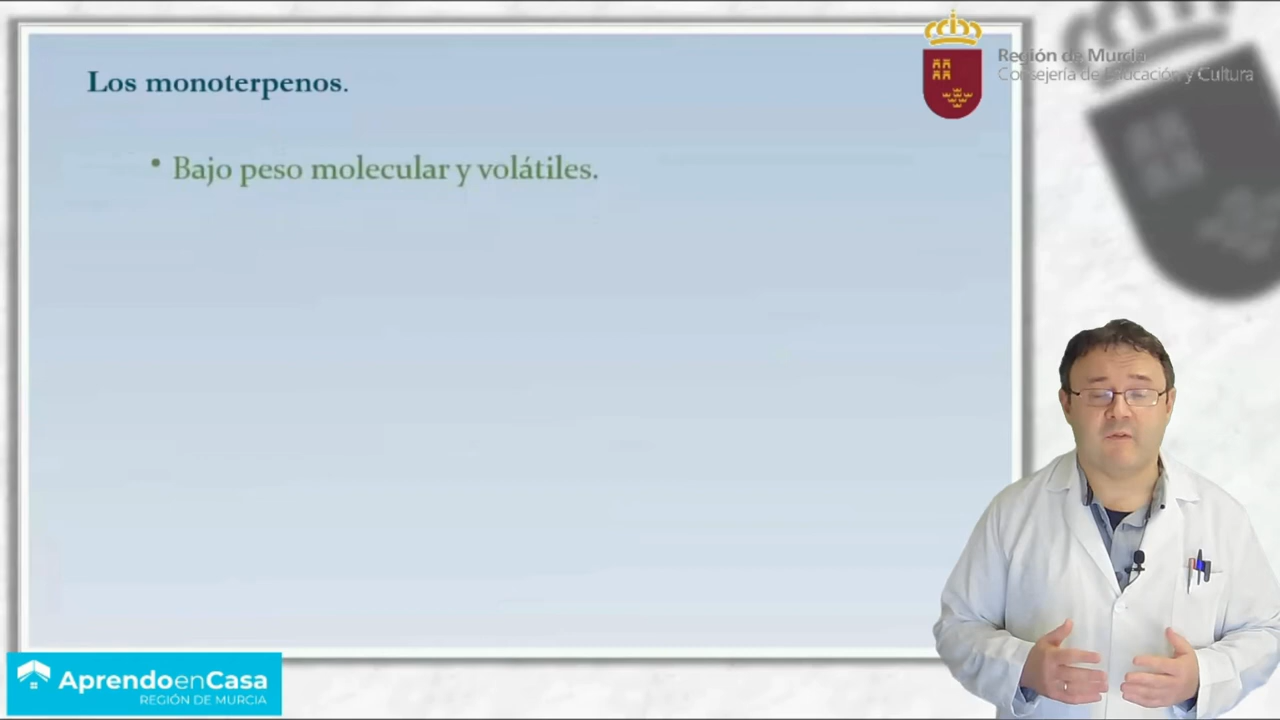 Los monoterpenos.
• Bajo peso molecular y volátiles.
Región de Murcia
Consejería de Educación y Cultura
AprendoenCasa
REGIÓN DE MURCIA